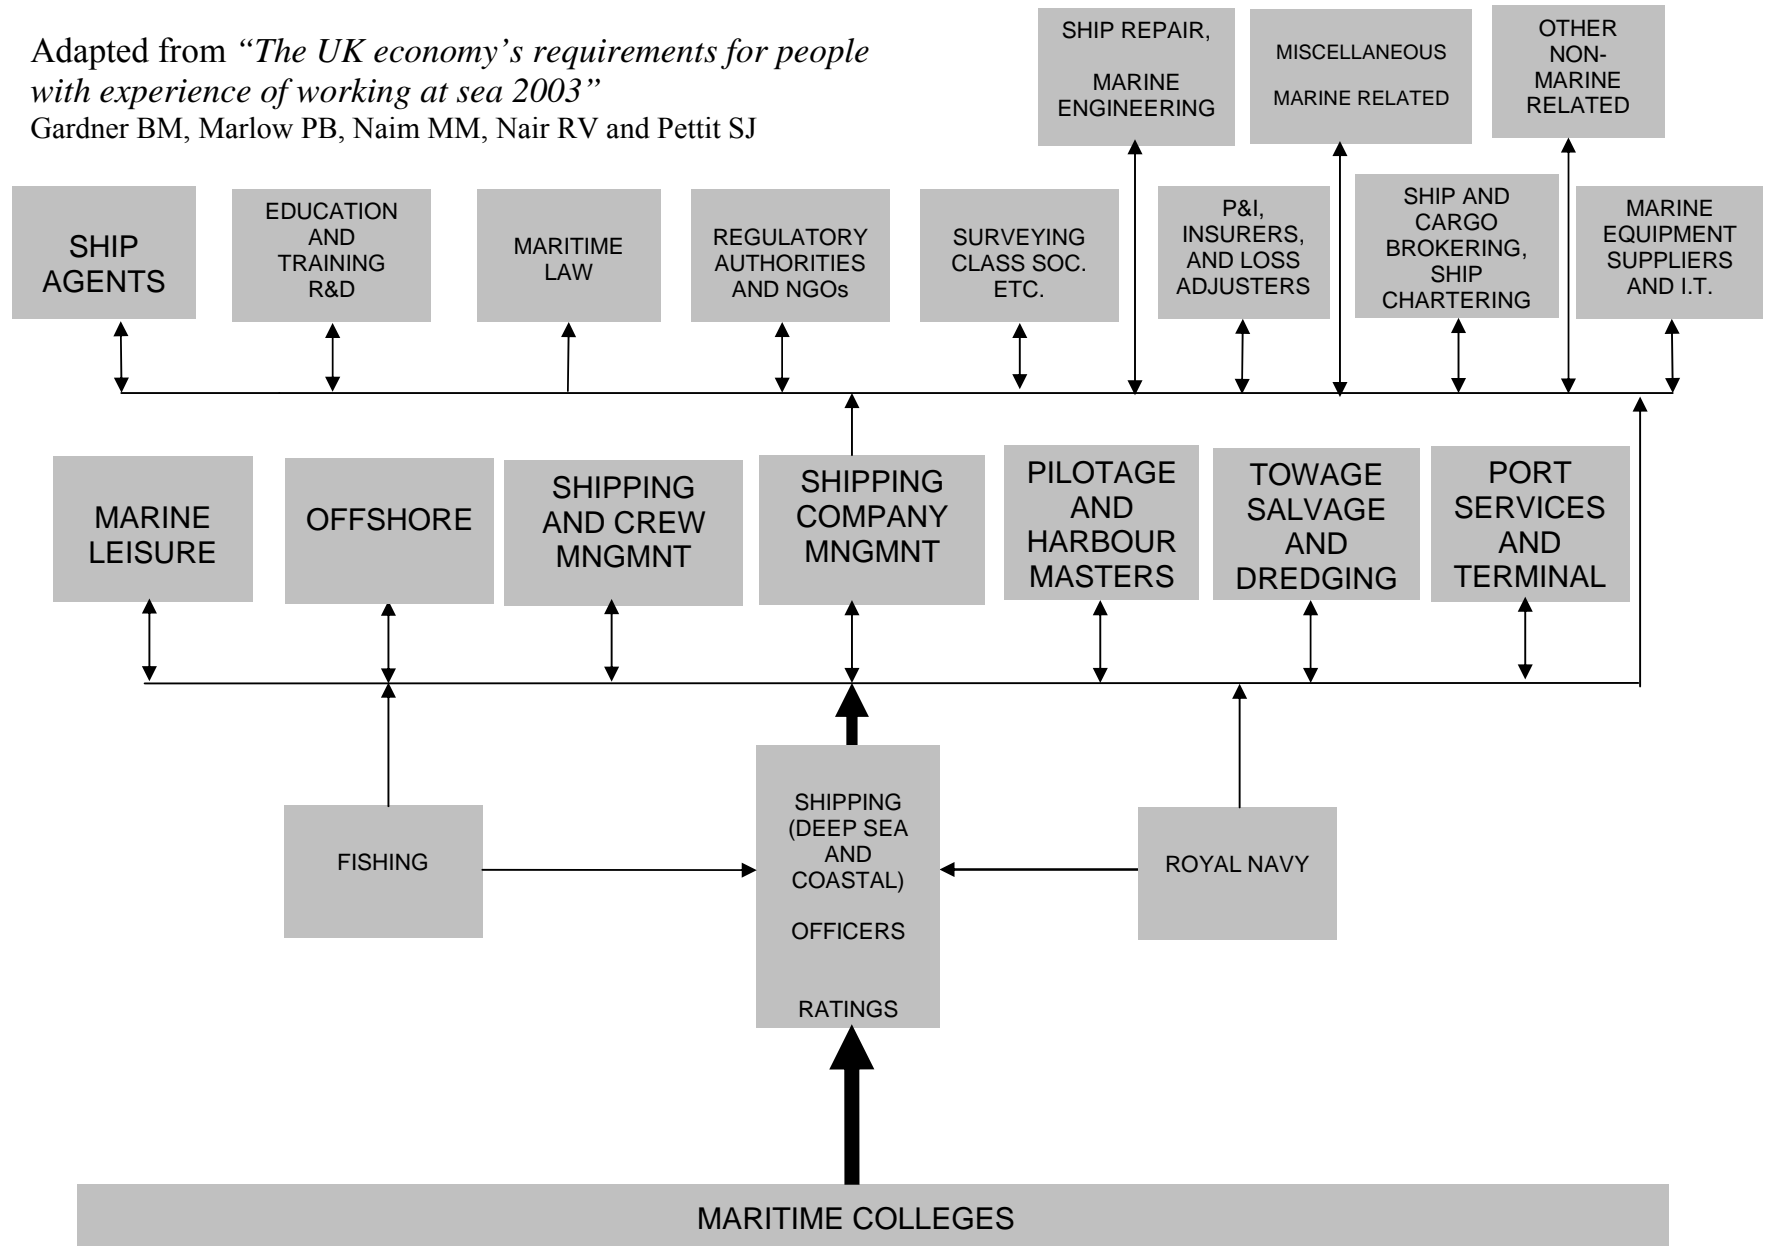 Adapted from “The UK economy’s requirements for people
with experience of working at sea 2003”
Gardner BM, Marlow PB, Naim MM, Nair RV and Pettit SJ
SHIP REPAIR,
MARINE
ENGINEERING
MISCELLANEOUS
MARINE RELATED
OTHER
NON-
MARINE
RELATED
SHIP
AGENTS
EDUCATION
AND
TRAINING
R&D
MARITIME
LAW
REGULATORY
AUTHORITIES
AND NGOs
SURVEYING
CLASS SOC.
ETC.
P&I,
INSURERS,
AND LOSS
ADJUSTERS
SHIP AND
CARGO
BROKERING,
SHIP
CHARTERING
MARINE
EQUIPMENT
SUPPLIERS
AND I.T.
MARINE
LEISURE
OFFSHORE
SHIPPING
AND CREW
MNGMNT
SHIPPING
COMPANY
MNGMNT
PILOTAGE
AND
HARBOUR
MASTERS
TOWAGE
SALVAGE
AND
DREDGING
PORT
SERVICES
AND
TERMINAL
FISHING
SHIPPING
(DEEP SEA
AND
COASTAL)
OFFICERS
RATINGS
ROYAL NAVY
MARITIME COLLEGES